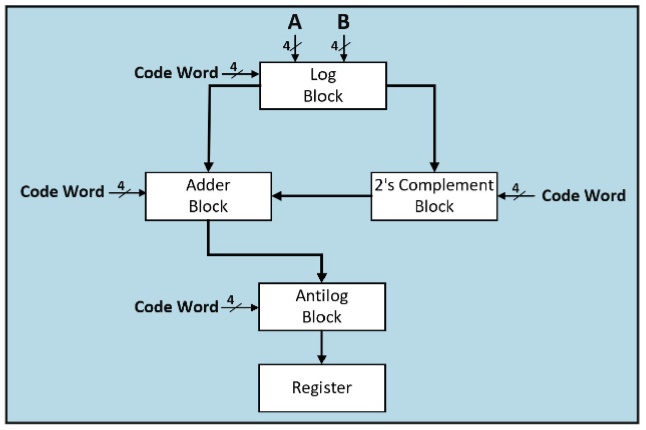 A B
4 4
Code Word 4
Log
Block
Code Word 4
Adder
Block
2's Complement
Block
4 Code Word
Code Word 4
Antilog
Block
Register